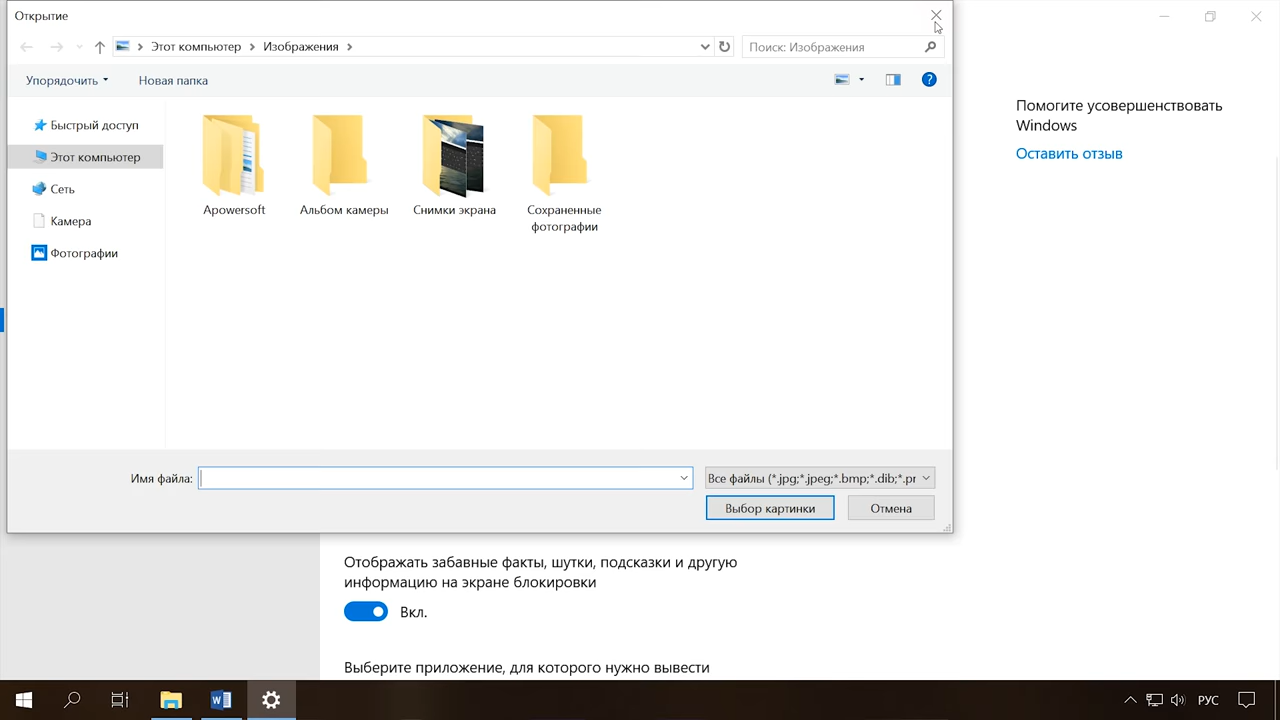 Открытие
Этот компьютер
Изображения
Поиск: Изображения
Упорядочить
Новая папка
?
Быстрый доступ
Этот компьютер
Сеть
Камера
Фотографии
Apowersoft
Альбом камеры
Снимки экрана
Сохраненные
фотографии
Имя файла:
Все файлы (*.jpg;*.jpeg;*.bmp;*.dib;*.pr
Выбор картинки
Отмена
Помогите усовершенствовать
Windows
Оставить отзыв
Отображать забавные факты, шутки, подсказки и другую
информацию на экране блокировки
Вкл.
Выберите приложение, для которого нужно вывести
РУС